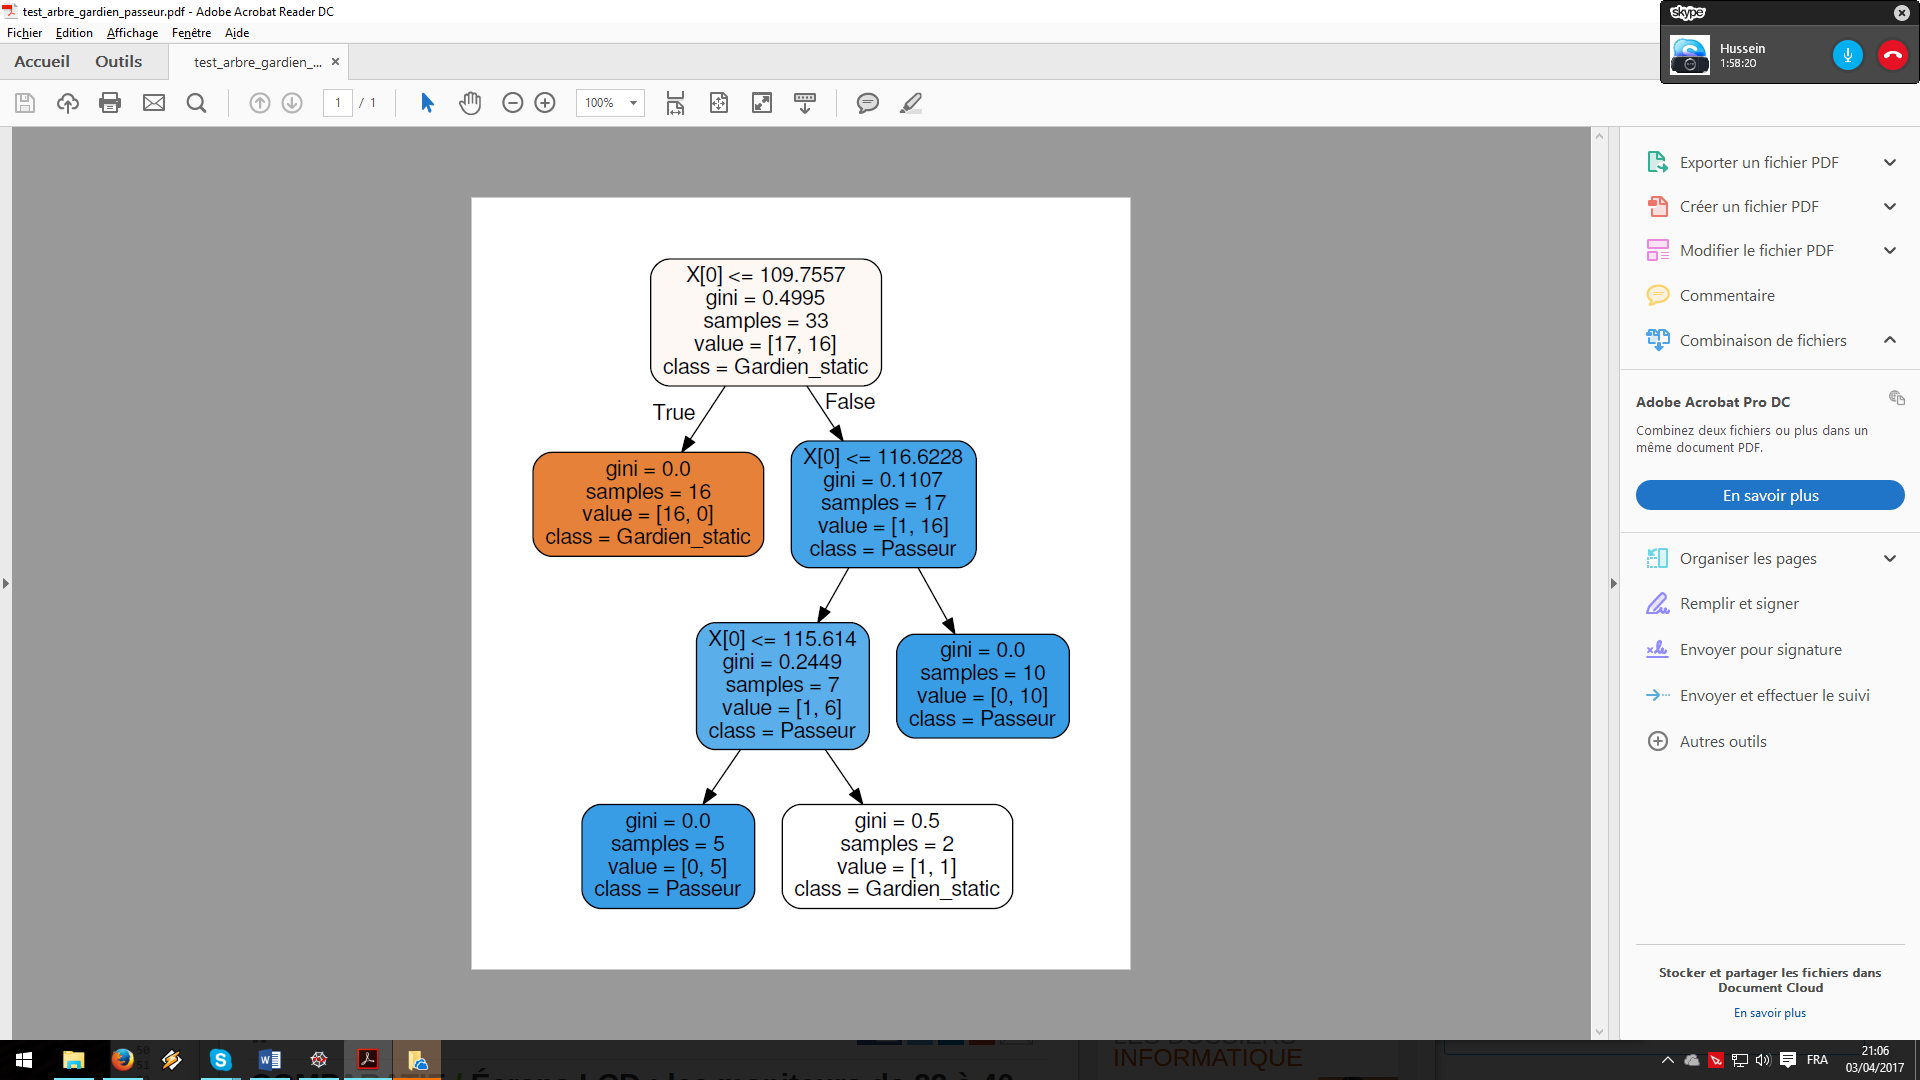 test_arbre_gardien_passeur.pdf - Adobe Acrobat Reader DC
Fichier Edition Affichage Fenêtre Aide
Accueil Outils test_arbre_gardien_... ×
1 / 1 100%
skype
Hussein
1:58:20
X[0] <= 109.7557
gini = 0.4995
samples = 33
value = [17, 16]
class = Gardien_static
True
False
gini = 0.0
samples = 16
value = [16, 0]
class = Gardien_static
X[0] <= 116.6228
gini = 0.1107
samples = 17
value = [1, 16]
class = Passeur
X[0] <= 115.614
gini = 0.2449
samples = 7
value = [1, 6]
class = Passeur
gini = 0.0
samples = 10
value = [0, 10]
class = Passeur
gini = 0.0
samples = 5
value = [0, 5]
class = Passeur
gini = 0.5
samples = 2
value = [1, 1]
class = Gardien_static
Exporter un fichier PDF
Créer un fichier PDF
Modifier le fichier PDF
Commentaire
Combinaison de fichiers
Adobe Acrobat Pro DC
Combinez deux fichiers ou plus dans un
même document PDF.
En savoir plus
Organiser les pages
Remplir et signer
Envoyer pour signature
Envoyer et effectuer le suivi
Autres outils
Stocker et partager les fichiers dans
Document Cloud
En savoir plus
INFORMATIQUE
FRA
21:06
03/04/2017